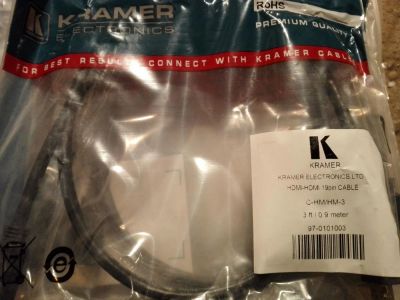 KRAMER
ELECTRONICS
RoHS
PREMIUM QUALITY
FOR BEST RESULTS CONNECT WITH KRAMER CABLE
K
KRAMER
KRAMER ELECTRONICS LTD.
HDMI-HDMI 19pin CABLE
C-HM/HM-3
3 ft / 0.9 meter
97-0101003
e